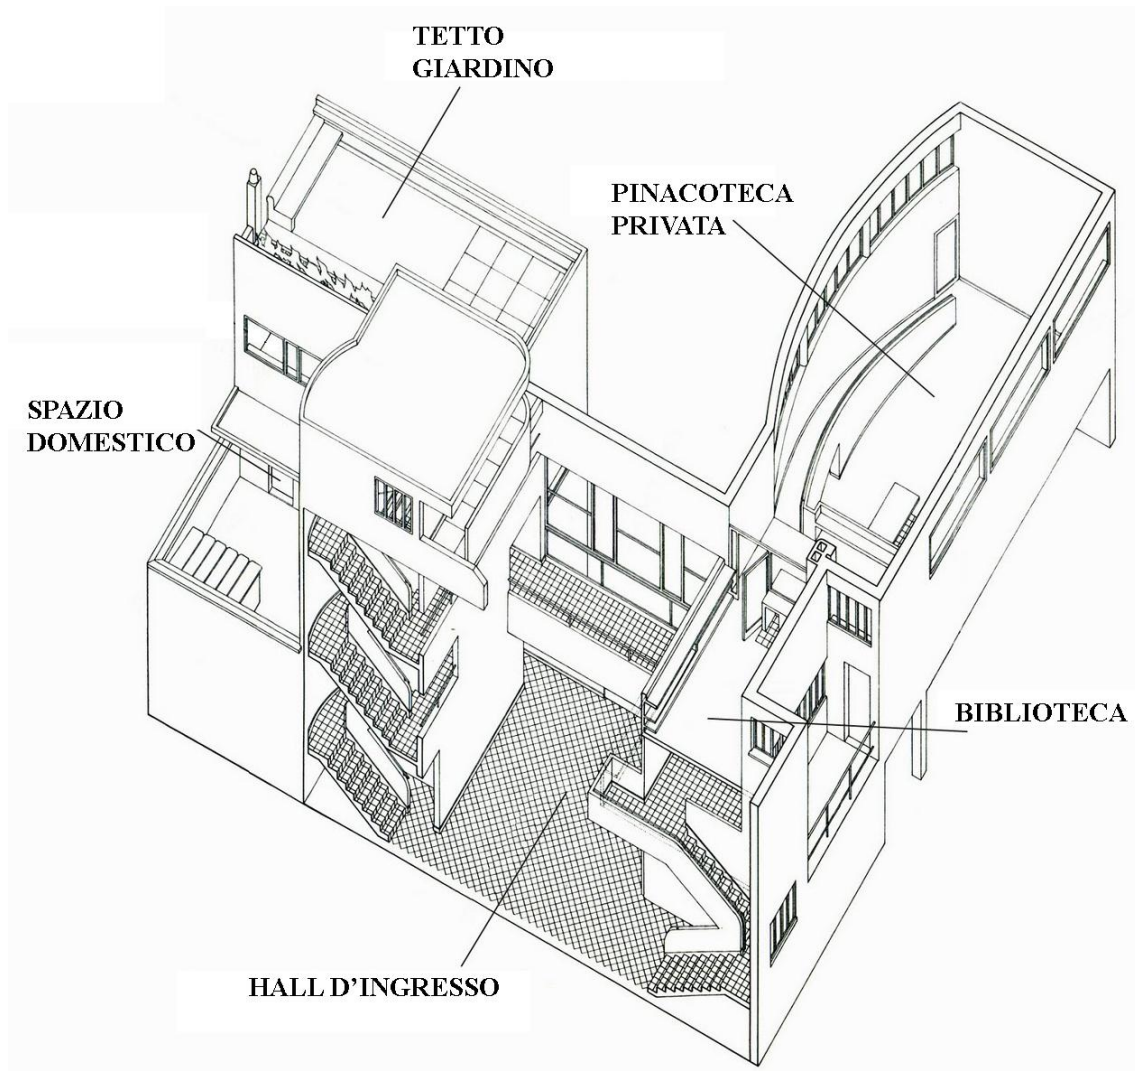 TETTO
GIARDINO
PINACOTECA
PRIVATA
SPAZIO
DOMESTICO
BIBLIOTECA
HALL D’INGRESSO